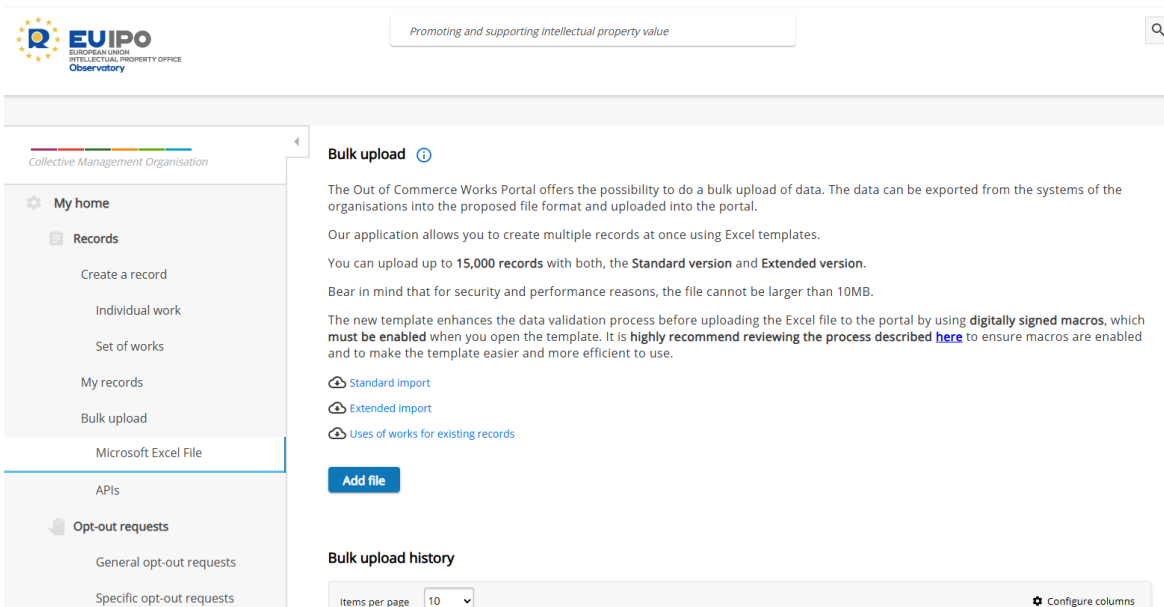 EUIPO
EUROPEAN UNION
INTELLECTUAL PROPERTY OFFICE
Observatory
Promoting and supporting intellectual property value
Collective Management Organisation
My home
Records
Create a record
Individual work
Set of works
My records
Bulk upload
Microsoft Excel File
APIs
Opt-out requests
General opt-out requests
Specific opt-out requests
Bulk upload
The Out of Commerce Works Portal offers the possibility to do a bulk upload of data. The data can be exported from the systems of the
organisations into the proposed file format and uploaded into the portal.
Our application allows you to create multiple records at once using Excel templates.
You can upload up to 15,000 records with both, the Standard version and Extended version.
Bear in mind that for security and performance reasons, the file cannot be larger than 10MB.
The new template enhances the data validation process before uploading the Excel file to the portal by using digitally signed macros, which
must be enabled when you open the template. It is highly recommend reviewing the process described here to ensure macros are enabled
and to make the template easier and more efficient to use.
Standard import
Extended import
Uses of works for existing records
Add file
Bulk upload history
Items per page 10 Configure columns